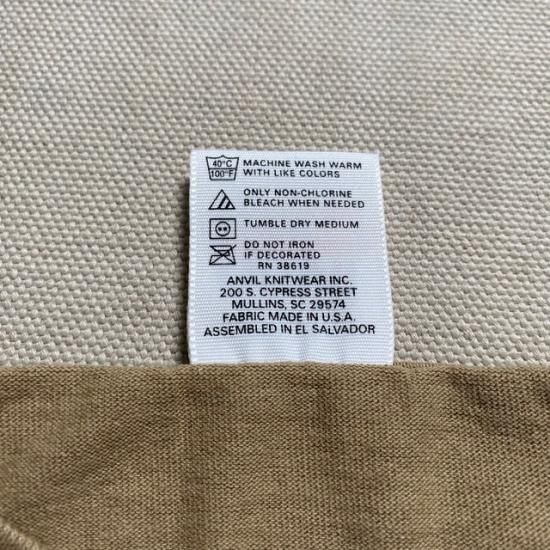 40°C
100°F
MACHINE WASH WARM
WITH LIKE COLORS
ONLY NON-CHLORINE
BLEACH WHEN NEEDED
TUMBLE DRY MEDIUM
DO NOT IRON
IF DECORATED
RN 38619
ANVIL KNITWEAR INC.
200 S. CYPRESS STREET
MULLINS, SC 29574
FABRIC MADE IN U.S.A.
ASSEMBLED IN EL SALVADOR